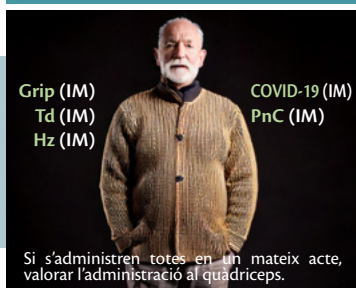 Grip (IM)
Td (IM)
Hz (IM)
COVID-19 (IM)
PnC (IM)
Si s'administren totes en un mateix acte,
valorar l'administració al quàdriceps.